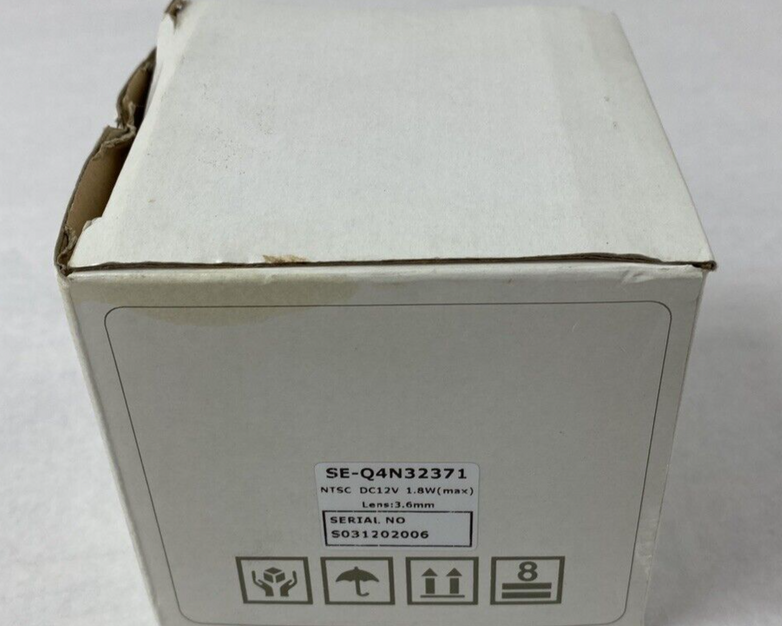 SE-Q4N32371
NTSC DC12V 1.8W(max)
Lens:3.6mm
SERIAL NO
S031202006
8